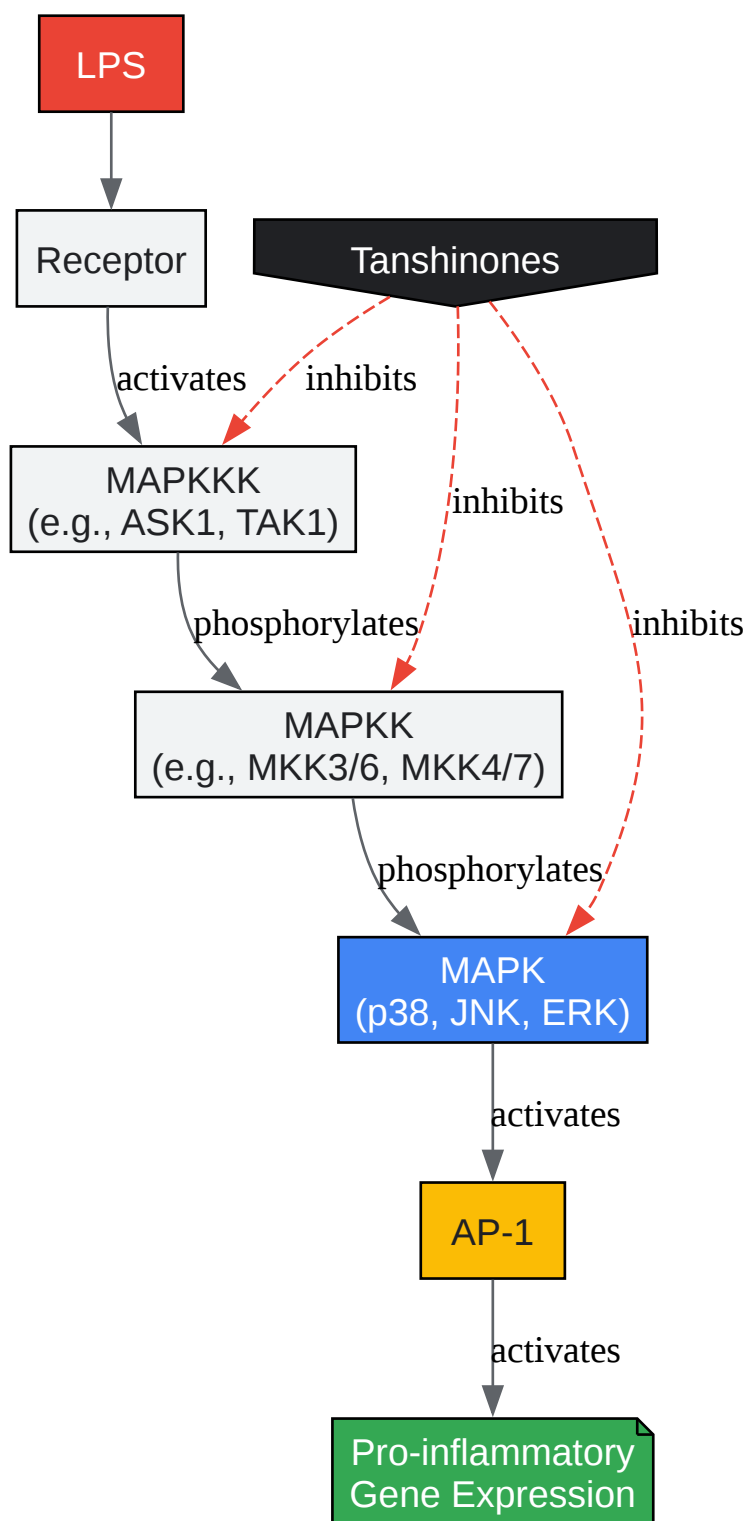 LPS
Receptor
Tanshinones
activates
inhibits
MAPKKK
(e.g., ASK1, TAK1)
inhibits
phosphorylates
inhibits
MAPKK
(e.g., MKK3/6, MKK4/7)
phosphorylates
MAPK
(p38, JNK, ERK)
activates
AP-1
activates
Pro-inflammatory
Gene Expression